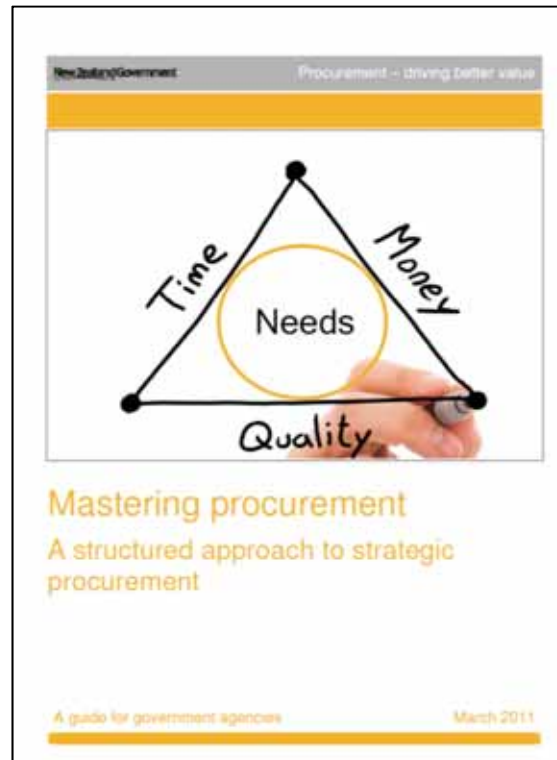 New Zealand Government
Procurement – driving better value
Time
Money
Needs
Quality
Mastering procurement
A structured approach to strategic
procurement
A guide for government agencies
March 2011